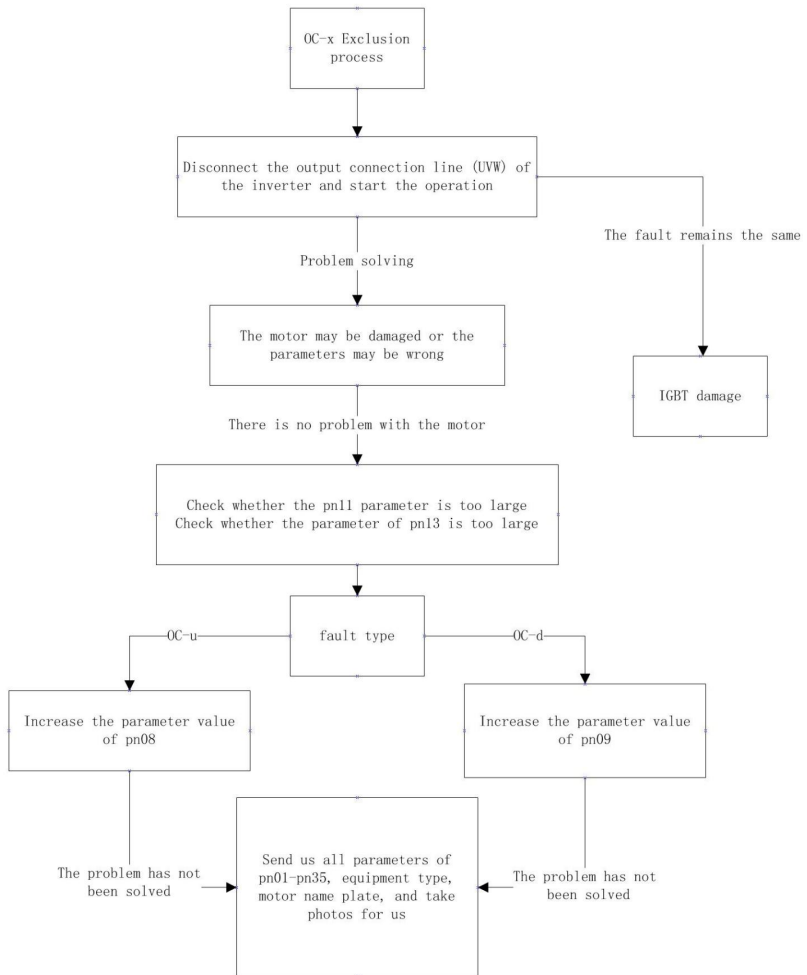 OC-x Exclusion
process
Disconnect the output connection line (UVW) of
the inverter and start the operation
The fault remains the same
Problem solving
The motor may be damaged or the
parameters may be wrong
IGBT damage
There is no problem with the motor
Check whether the pn11 parameter is too large
Check whether the parameter of pn13 is too large
OC-u
fault type
OC-d
Increase the parameter value
of pn08
Increase the parameter value
of pn09
The problem has not
been solved
Send us all parameters of
pn01-pn35, equipment type,
motor name plate, and take
photos for us
The problem has not
been solved